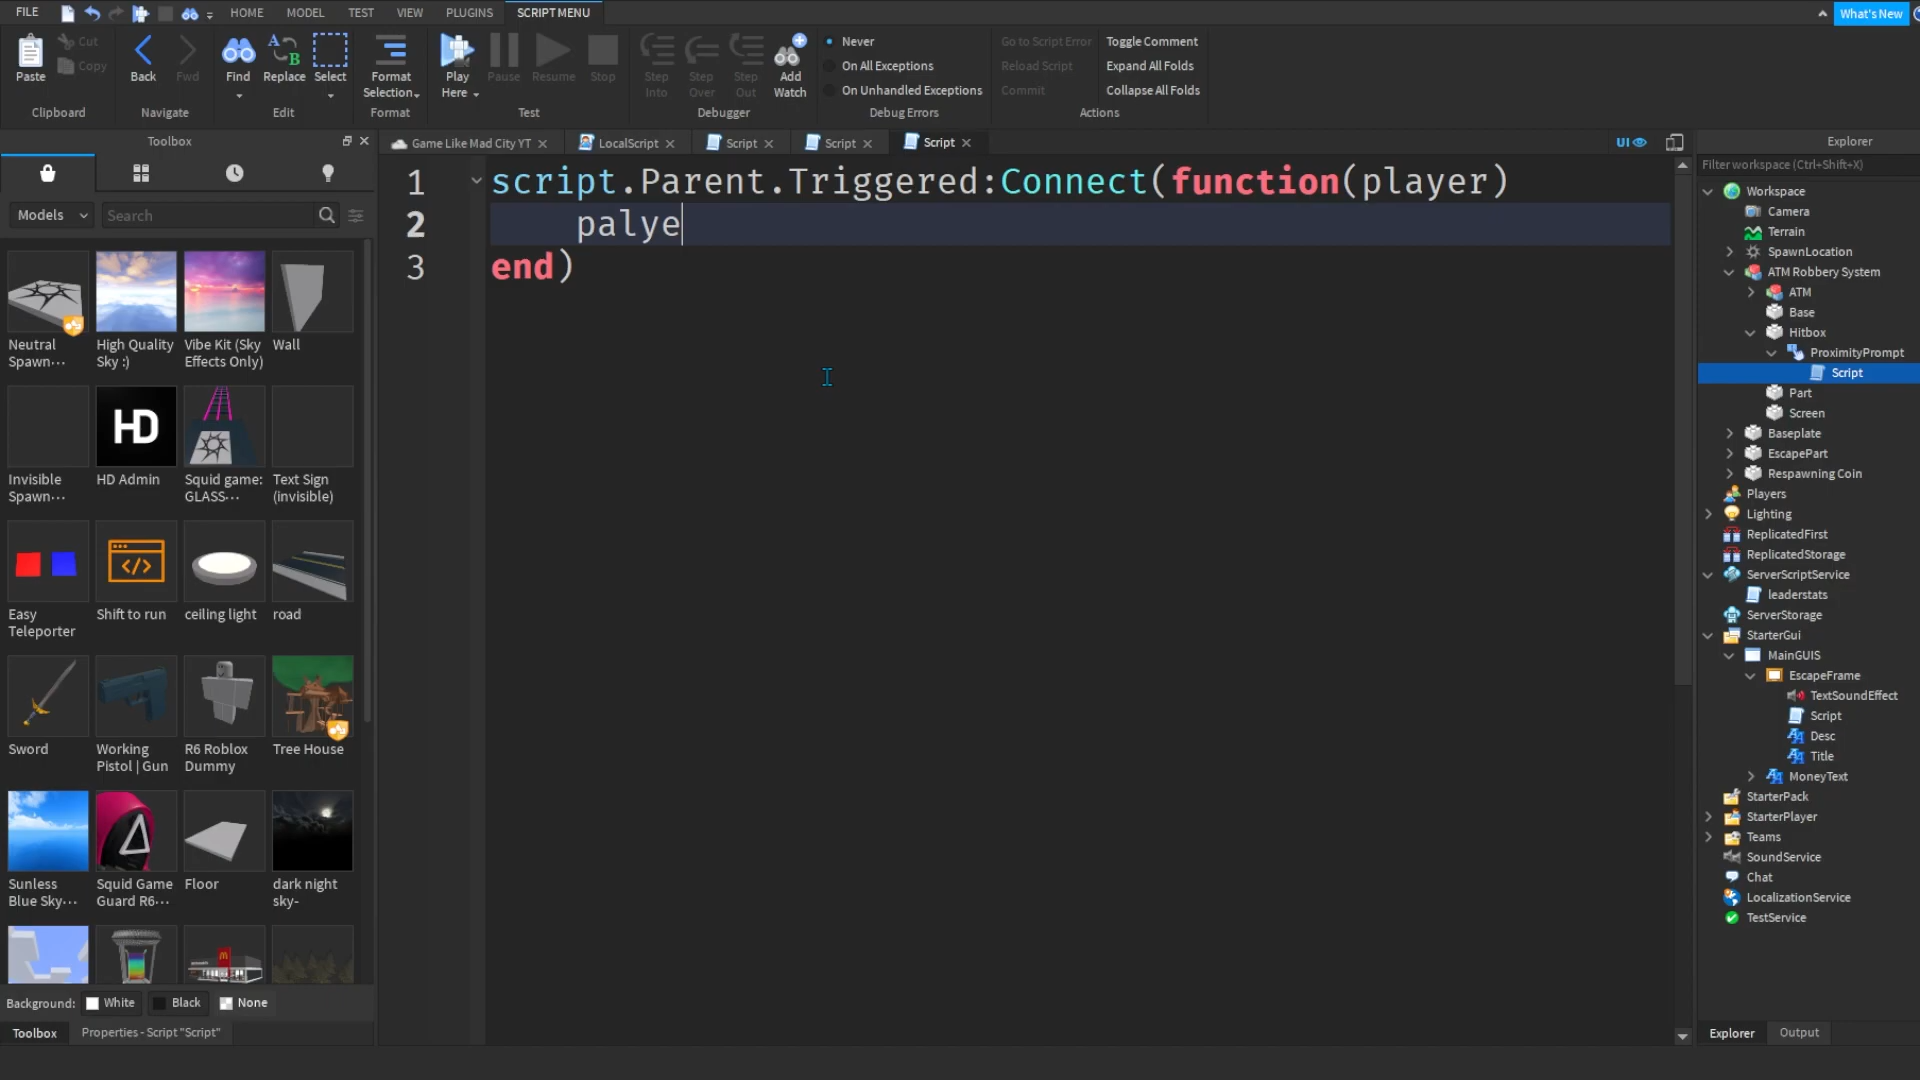 FILE HOME MODEL TEST VIEW PLUGINS SCRIPT MENU What's New
Paste Cut Copy
Clipboard
Back Fwd
Navigate
Find Replace Select
Edit
Format Selection
Format
Play Here Pause Resume Stop
Test
Step Into Step Over Step Out Add Watch
Debugger
Never
On All Exceptions
On Unhandled Exceptions
Debug Errors
Go to Script Error Toggle Comment
Reload Script Expand All Folds
Commit Collapse All Folds
Actions
Toolbox
Models Search
Neutral Spawn...
High Quality Sky :)
Vibe Kit (Sky Effects Only)
Wall
Invisible Spawn...
HD
HD Admin
Squid game: GLASS...
Text Sign (invisible)
Easy Teleporter
</>
Shift to run
ceiling light
road
Sword
Working Pistol | Gun
R6 Roblox Dummy
Tree House
Sunless Blue Sky...
Squid Game Guard R6...
Floor
dark night sky-
Background: White Black None
Toolbox Properties - Script "Script"
Game Like Mad City YT LocalScript Script Script Script UI
1 script.Parent.Triggered:Connect(function(player)
2 palye
3 end)
Explorer
Filter workspace (Ctrl+Shift+X)
Workspace
Camera
Terrain
SpawnLocation
ATM Robbery System
ATM
Base
Hitbox
ProximityPrompt
Script
Part
Screen
Baseplate
EscapePart
Respawning Coin
Players
Lighting
ReplicatedFirst
ReplicatedStorage
ServerScriptService
leaderstats
ServerStorage
StarterGui
MainGUIS
EscapeFrame
TextSoundEffect
Script
Desc
Title
MoneyText
StarterPack
StarterPlayer
Teams
SoundService
Chat
LocalizationService
TestService
Explorer Output